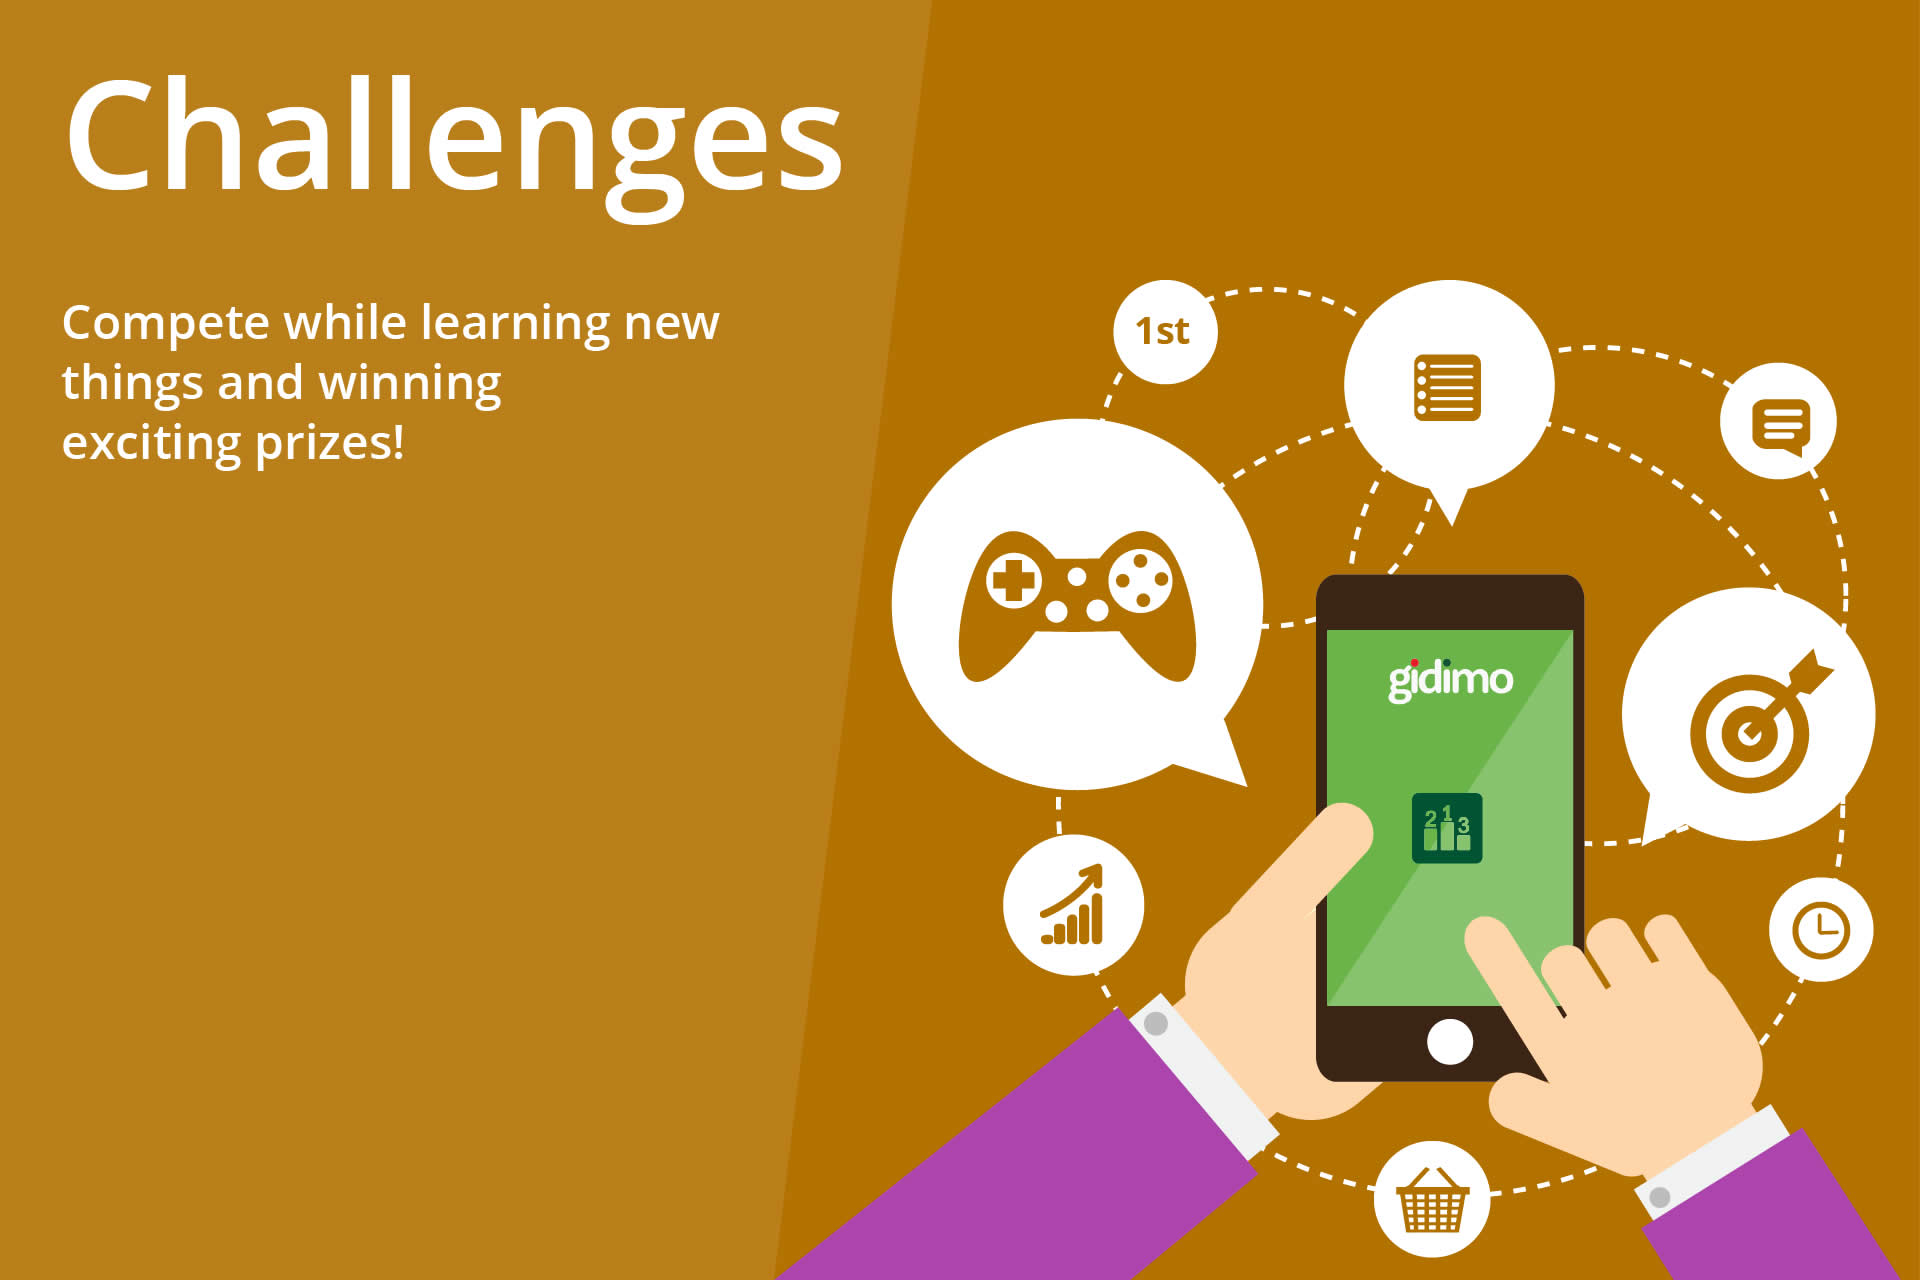 Challenges
Compete while learning new
things and winning
exciting prizes!
1st
gidimo
2 1 3